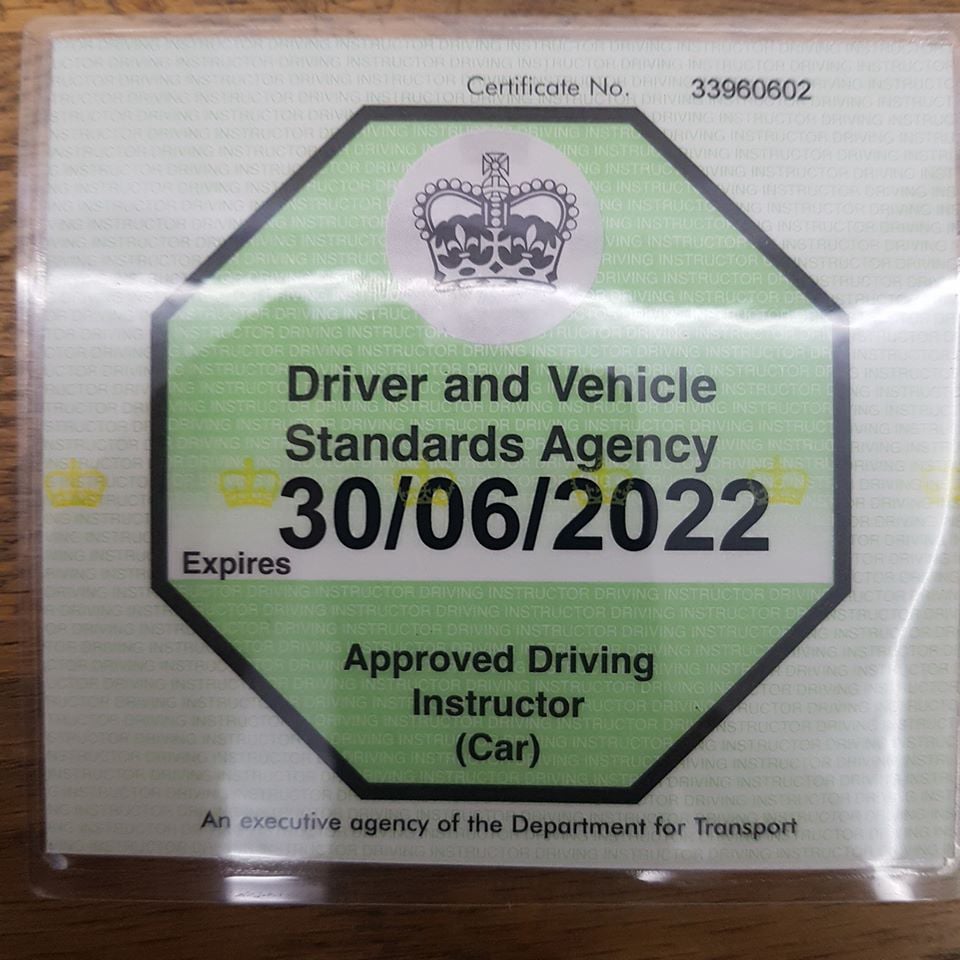 Certificate No. 33960602
Driver and Vehicle
Standards Agency
30/06/2022
Expires
Approved Driving
Instructor
(Car)
An executive agency of the Department for Transport